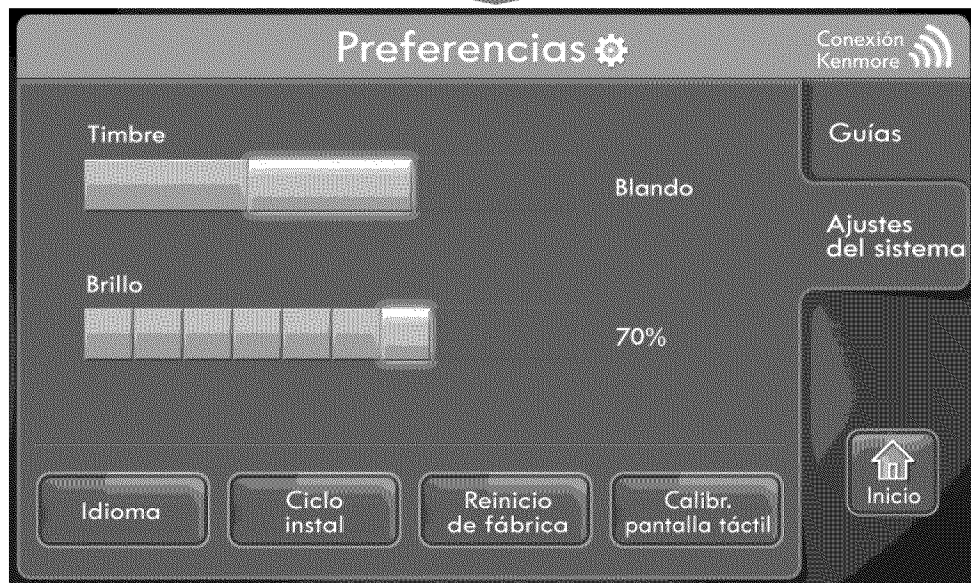 Preferencias
Conexión
Kenmore
Timbre
Blando
Brillo
70%
Guías
Ajustes
del sistema
Idioma
Ciclo
instal
Reinicio
de fábrica
Calibr.
pantalla táctil
Inicio